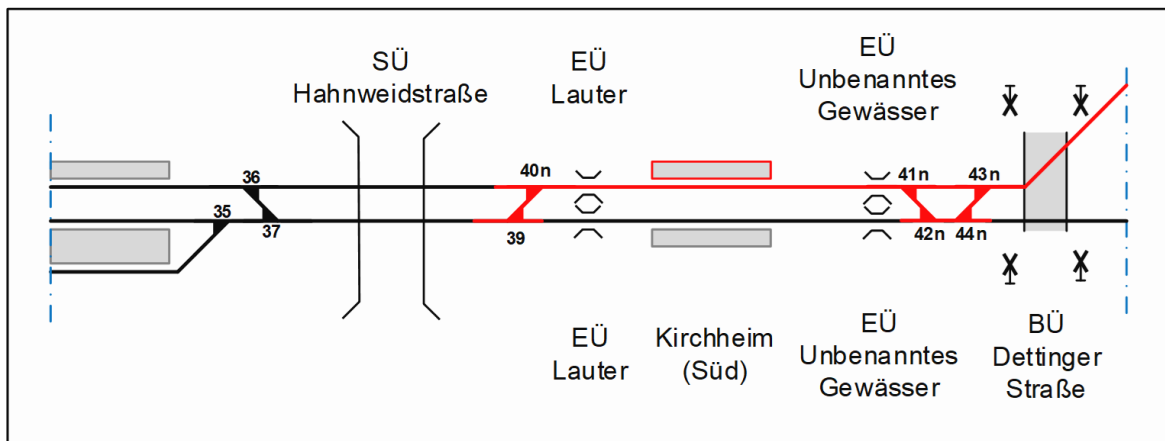 SÜ
Hahnweidstraße
EÜ
Lauter
EÜ
Unbenanntes
Gewässer
36
40n
41n
43n
35
37
39
42n
44n
EÜ
Lauter
Kirchheim
(Süd)
EÜ
Unbenanntes
Gewässer
BÜ
Dettinger
Straße